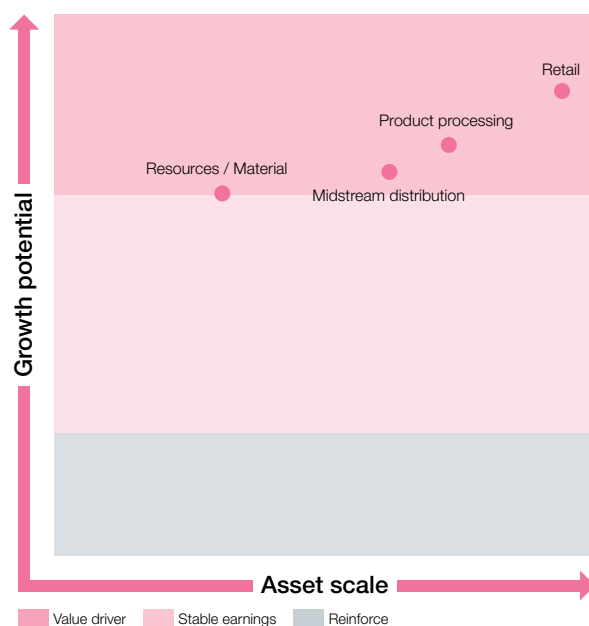 Retail
Product processing
Resources / Material
Midstream distribution
Growth potential
Asset scale
Value driver
Stable earnings
Reinforce